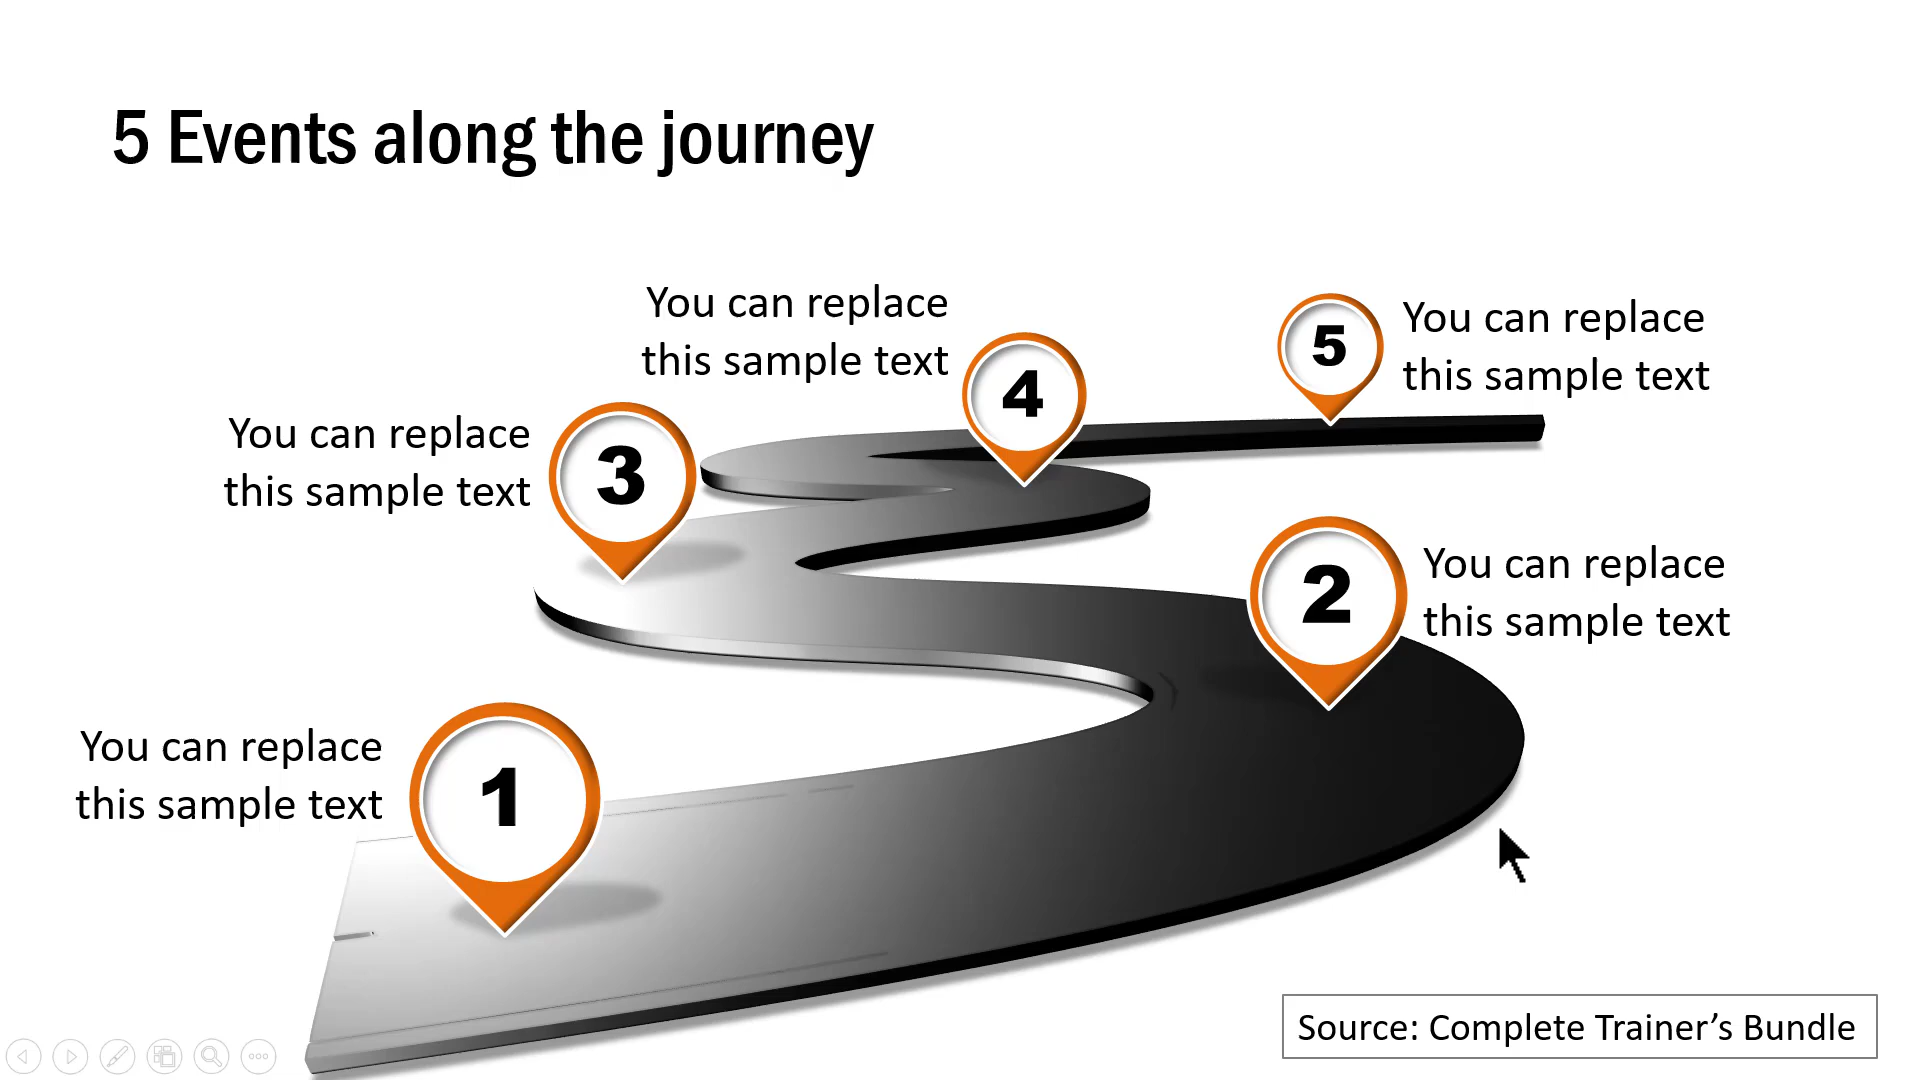 5 Events along the journey
You can replace
this sample text
4
5
You can replace
this sample text
You can replace
this sample text
3
2
You can replace
this sample text
You can replace
this sample text
1
Source: Complete Trainer’s Bundle